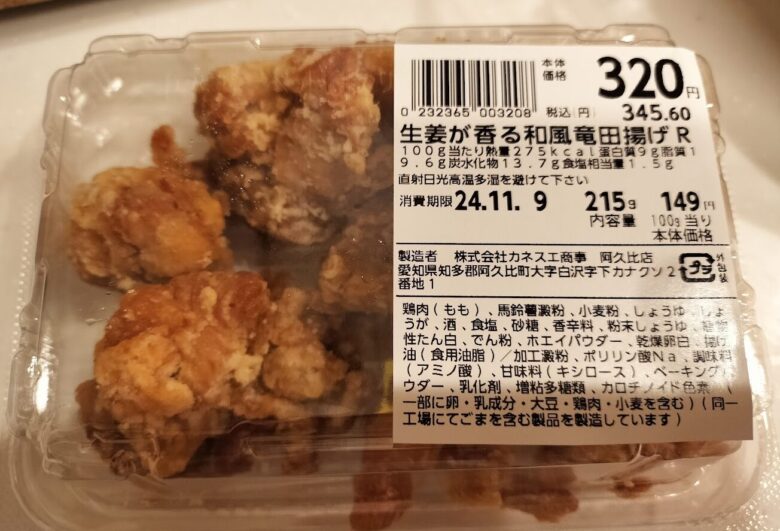 本体価格 320円
0 232365 003208 税込(円) 345.60
生姜が香る和風竜田揚げR
100g当たり熱量275kcal蛋白質9g脂質1
9.6g炭水化物13.7g食塩相当量1.5g
直射日光高温多湿を避けて下さい
消費期限 24.11. 9 215g 149円
内容量 100g当り
本体価格
製造者 株式会社カネスエ商事 阿久比店
愛知県知多郡阿久比町大字白沢字下カナクソ2
番地1
プラ 外包装
鶏肉(もも)、馬鈴薯澱粉、小麦粉、しょうゆ、しょ
うが、酒、食塩、砂糖、香辛料、粉末しょうゆ、植物
性たん白、でん粉、ホエイパウダー、乾燥卵白、揚げ
油(食用油脂)/加工澱粉、ポリリン酸Na、調味料
(アミノ酸)、甘味料(キシロース)、ベーキングパ
ウダー、乳化剤、増粘多糖類、カロチノイド色素、(
一部に卵・乳成分・大豆・鶏肉・小麦を含む)(同一
工場にてごまを含む製品を製造しています)